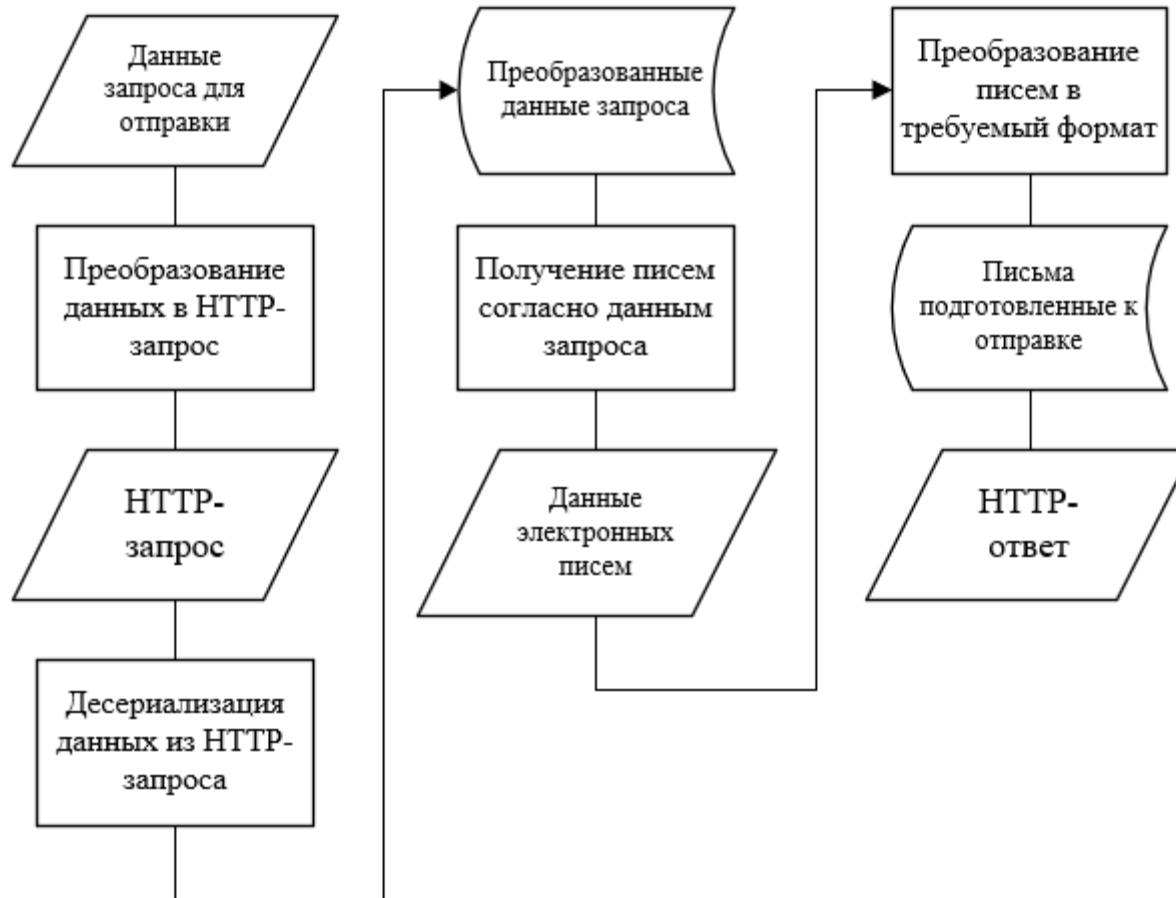 Данные
запроса для
отправки
Преобразование
данных в HTTP-
запрос
HTTP-
запрос
Десериализация
данных из HTTP-
запроса
Преобразованные
данные запроса
Получение писем
согласно данным
запроса
Данные
электронных
писем
Преобразование
писем в
требуемый формат
Письма
подготовленные к
отправке
HTTP-
ответ